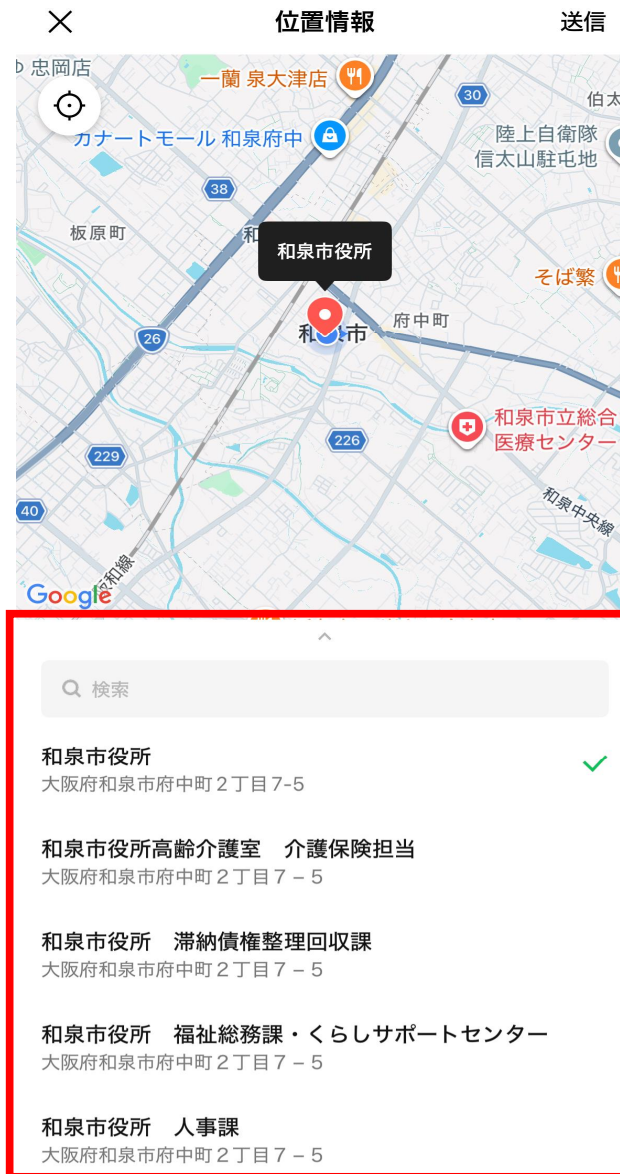 位置情報
送信
忠岡店
一蘭 泉大津店
30
伯太
カナートモール 和泉府中
陸上自衛隊
信太山駐屯地
38
板原町
和
和泉市役所
そば繁
府中町
和泉市
26
和泉市立総合
医療センター
226
229
和泉中央線
40
阪和線
Google
検索
和泉市役所
大阪府和泉市府中町２丁目7-5
和泉市役所高齢介護室　介護保険担当
大阪府和泉市府中町２丁目７－５
和泉市役所　滞納債権整理回収課
大阪府和泉市府中町２丁目７－５
和泉市役所　福祉総務課・くらしサポートセンター
大阪府和泉市府中町２丁目７－５
和泉市役所　人事課
大阪府和泉市府中町２丁目７－５